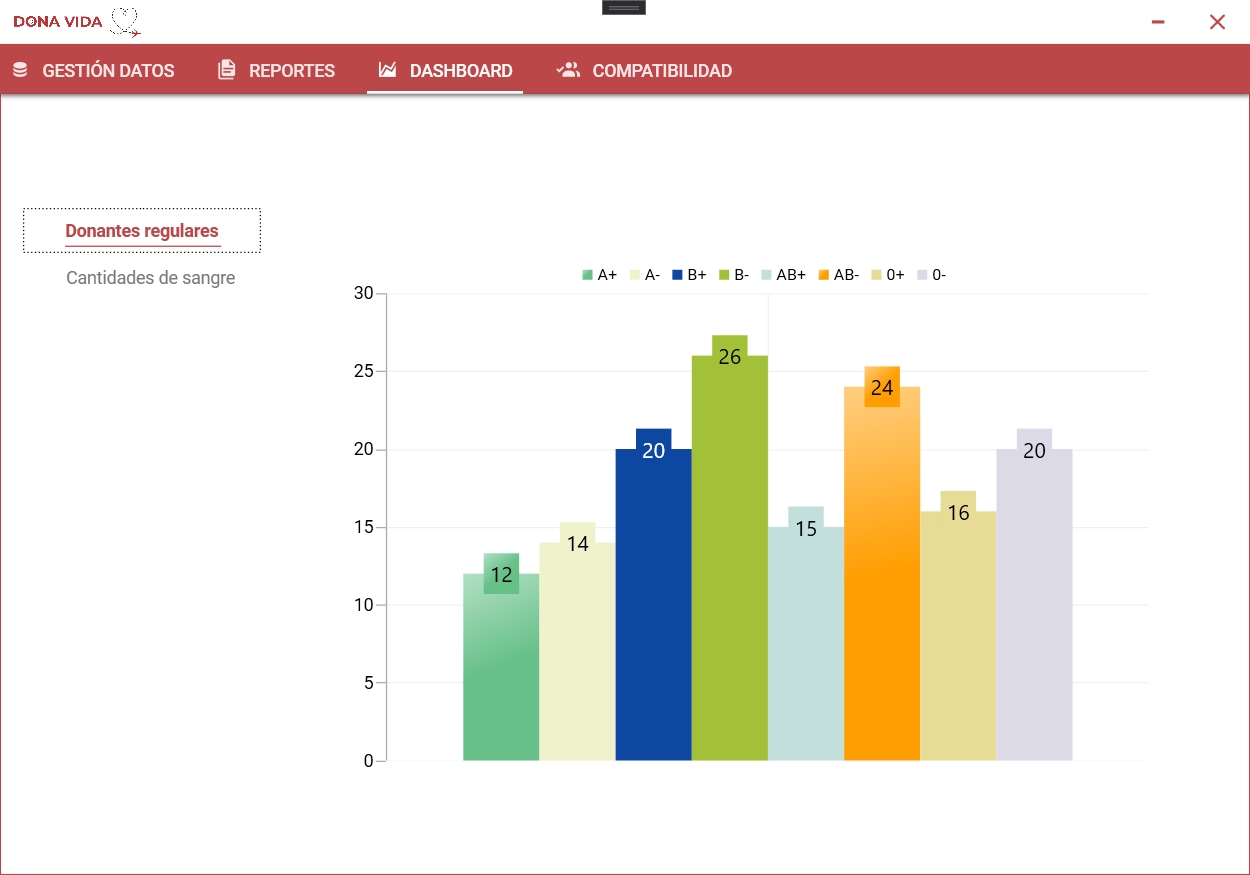 DONA VIDA
GESTIÓN DATOS
REPORTES
DASHBOARD
COMPATIBILIDAD
Donantes regulares
Cantidades de sangre
A+
A-
B+
B-
AB+
AB-
0+
0-
30
25
20
15
10
5
0
12
14
20
26
15
24
16
20